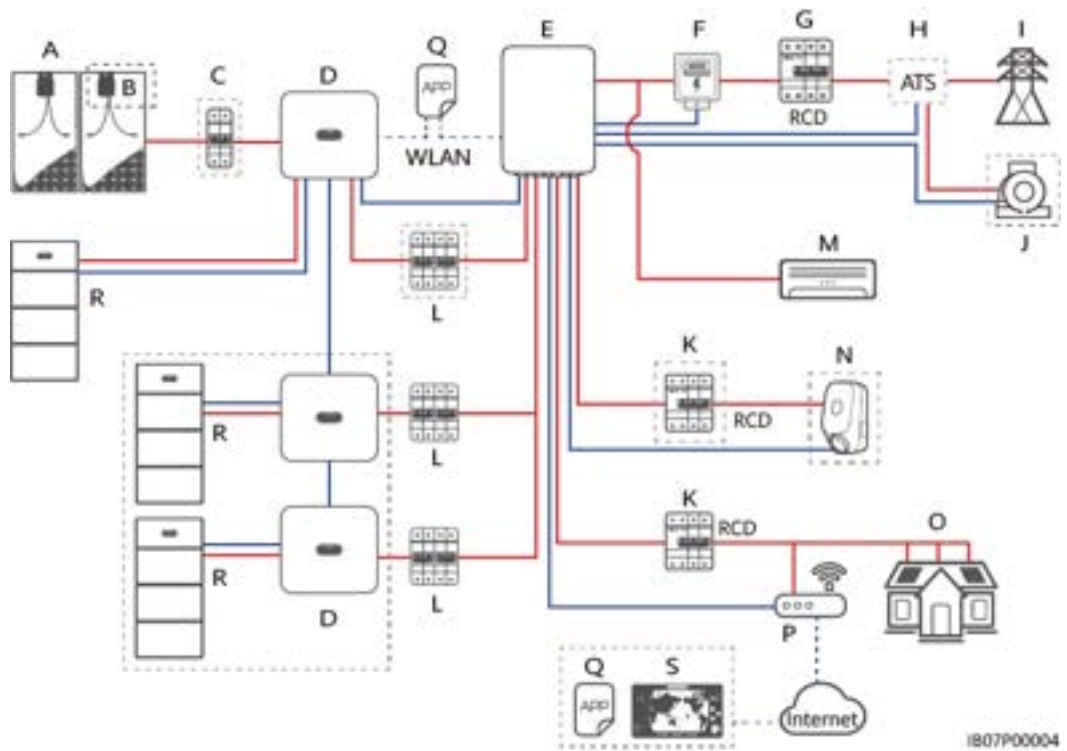 A
B
C
D
Q
APP
WLAN
E
F
G
RCD
H
ATS
I
J
R
L
M
K
RCD
N
R
L
K
RCD
O
R
D
L
P
Q
APP
S
Internet
IB07P00004